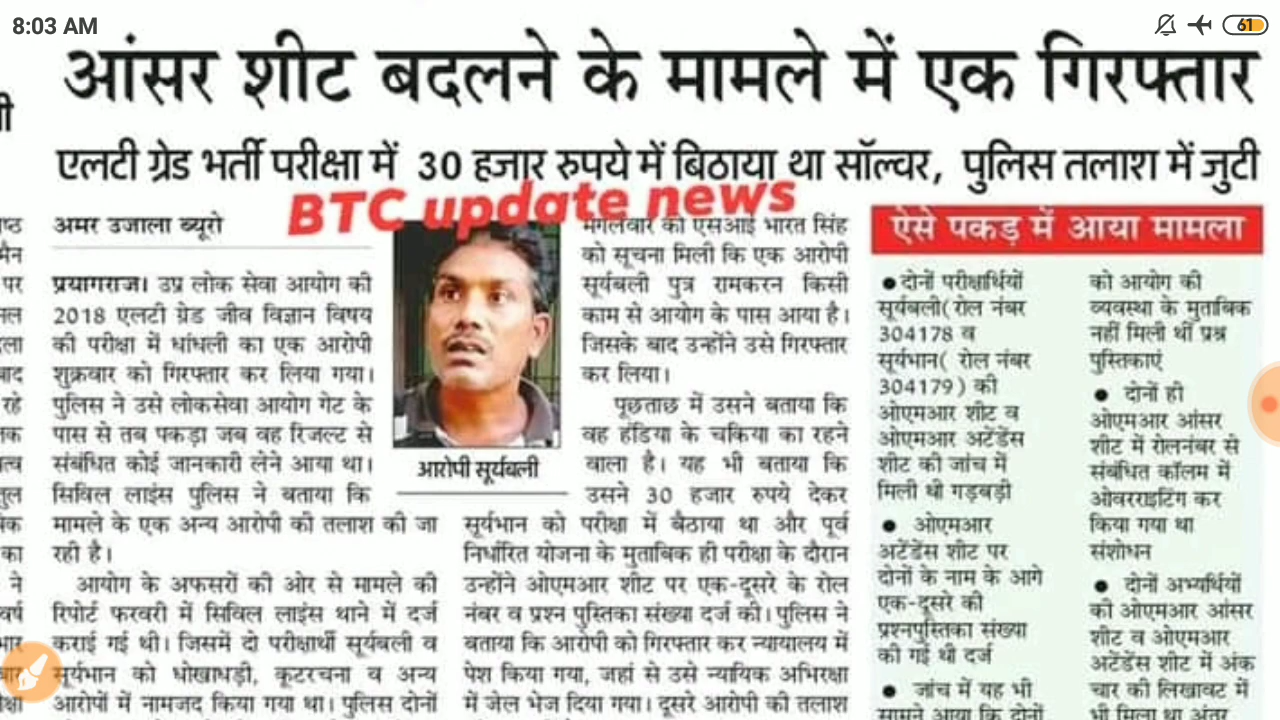 8:03 AM
61
आंसर शीट बदलने के मामले में एक गिरफ्तार
एलटी ग्रेड भर्ती परीक्षा में 30 हजार रुपये में बिठाया था सॉल्वर, पुलिस तलाश में जुटी
BTC update news
अमर उजाला ब्यूरो
प्रयागराज। उप्र लोक सेवा आयोग की
2018 एलटी ग्रेड जीव विज्ञान विषय
की परीक्षा में धांधली का एक आरोपी
शुक्रवार को गिरफ्तार कर लिया गया।
पुलिस ने उसे लोकसेवा आयोग गेट के
पास से तब पकड़ा जब वह रिजल्ट से
संबंधित कोई जानकारी लेने आया था।
सिविल लाइंस पुलिस ने बताया कि
मामले के एक अन्य आरोपी की तलाश की जा
रही है।
आयोग के अफसरों की ओर से मामले की
रिपोर्ट फरवरी में सिविल लाइंस थाने में दर्ज
कराई गई थी। जिसमें दो परीक्षार्थी सूर्यबली व
सूर्यभान को धोखाधड़ी, कूटरचना व अन्य
आरोपों में नामजद किया गया था। पुलिस दोनों
आरोपी सूर्यबली
मंगलवार को एसआई भारत सिंह
को सूचना मिली कि एक आरोपी
सूर्यबली पुत्र रामकरन किसी
काम से आयोग के पास आया है।
जिसके बाद उन्होंने उसे गिरफ्तार
कर लिया।
पूछताछ में उसने बताया कि
वह हंडिया के चकिया का रहने
वाला है। यह भी बताया कि
उसने 30 हजार रुपये देकर
सूर्यभान को परीक्षा में बैठाया था और पूर्व
निर्धारित योजना के मुताबिक ही परीक्षा के दौरान
उन्होंने ओएमआर शीट पर एक-दूसरे के रोल
नंबर व प्रश्न पुस्तिका संख्या दर्ज की। पुलिस ने
बताया कि आरोपी को गिरफ्तार कर न्यायालय में
पेश किया गया, जहां से उसे न्यायिक अभिरक्षा
में जेल भेज दिया गया। दूसरे आरोपी की तलाश
ऐसे पकड़ में आया मामला
● दोनों परीक्षार्थियों
सूर्यबली( रोल नंबर
304178 व
सूर्यभान( रोल नंबर
304179 ) की
ओएमआर शीट व
ओएमआर अटेंडेंस
शीट की जांच में
मिली थी गड़बड़ी
● ओएमआर
अटेंडेंस शीट पर
दोनों के नाम के आगे
एक-दूसरे की
प्रश्नपुस्तिका संख्या
की गई थी दर्ज
● जांच में यह भी
सामने आया कि दोनों
को आयोग की
व्यवस्था के मुताबिक
नहीं मिली थीं प्रश्न
पुस्तिकाएं
● दोनों ही
ओएमआर आंसर
शीट में रोलनंबर से
संबंधित कॉलम में
ओवरराइटिंग कर
किया गया था
संशोधन
● दोनों अभ्यर्थियों
की ओएमआर आंसर
शीट व ओएमआर
अटेंडेंस शीट में अंक
चार की लिखावट में
भी मिला था अंतर